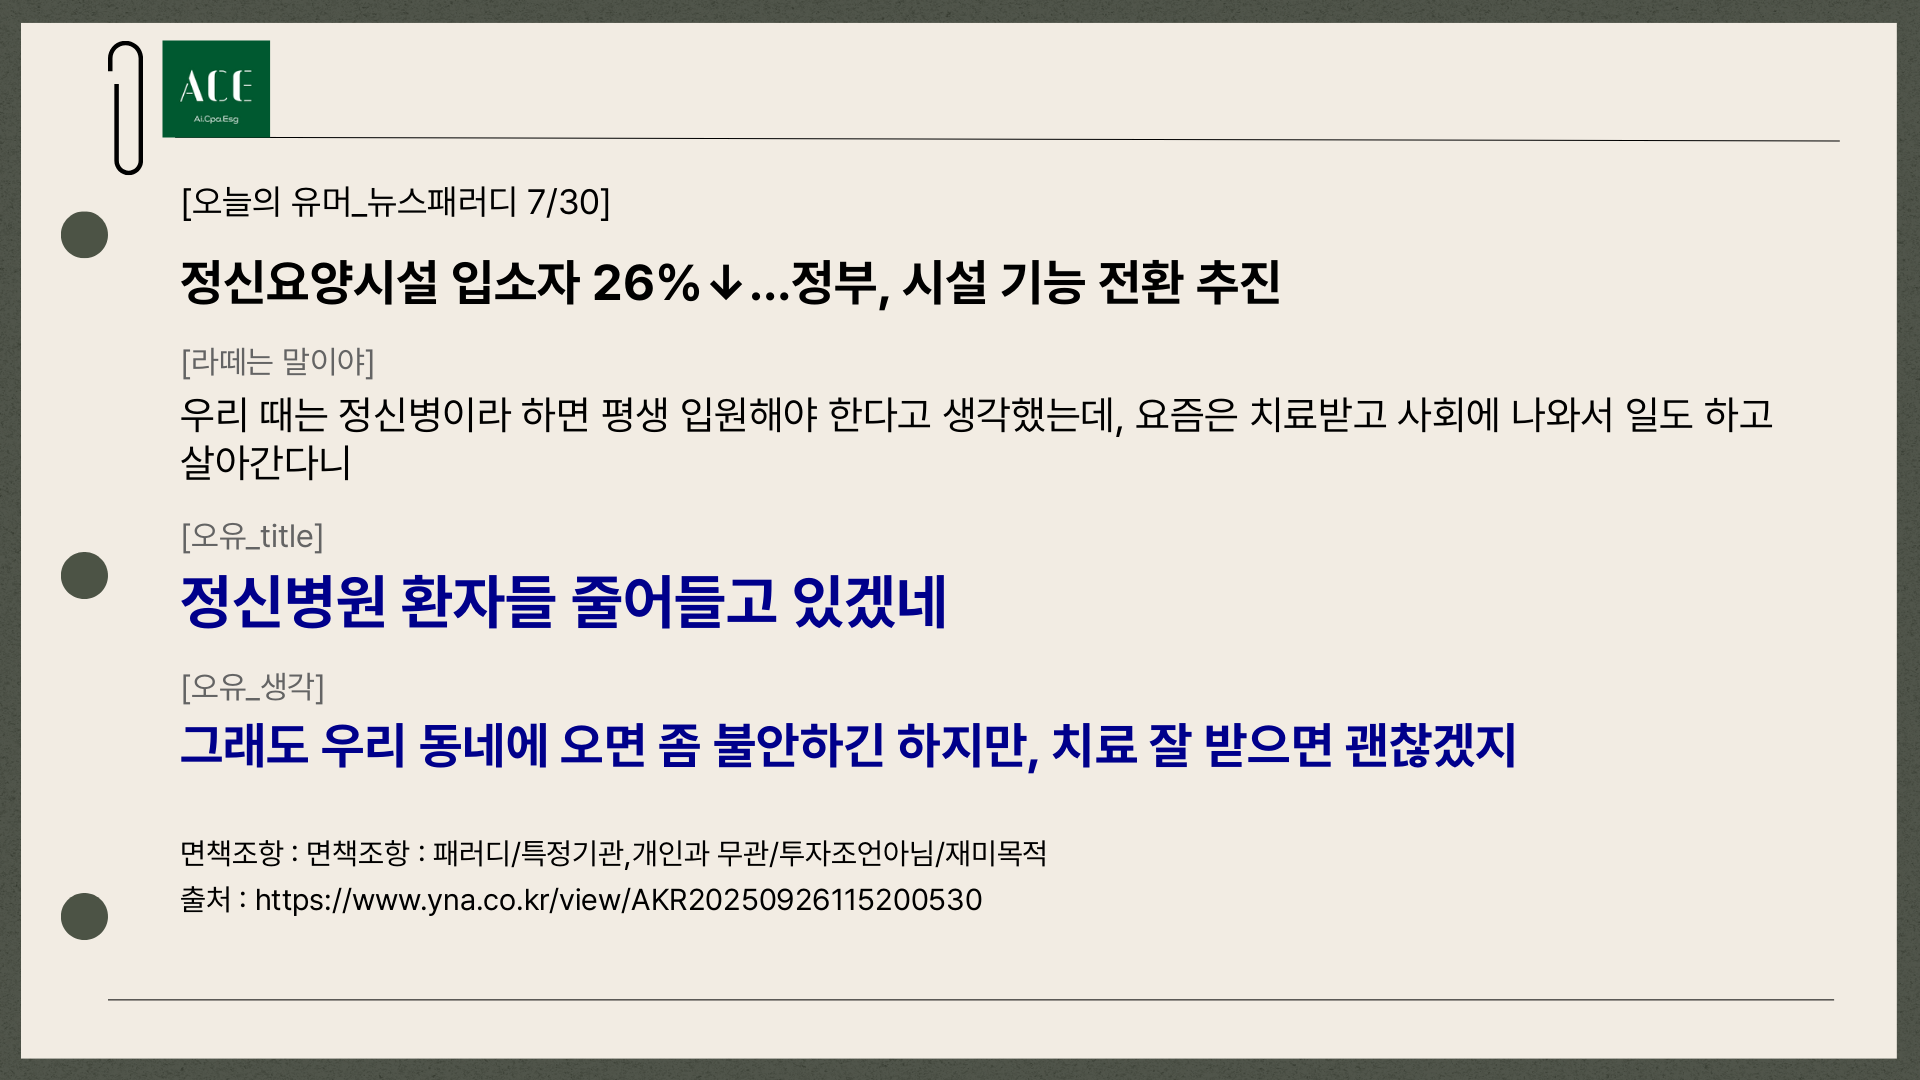 ACE
Ai.Cpa.Esg
[오늘의 유머_뉴스패러디 7/30]
정신요양시설 입소자 26%↓…정부, 시설 기능 전환 추진
[라떼는 말이야]
우리 때는 정신병이라 하면 평생 입원해야 한다고 생각했는데, 요즘은 치료받고 사회에 나와서 일도 하고
살아간다니
[오유_title]
정신병원 환자들 줄어들고 있겠네
[오유_생각]
그래도 우리 동네에 오면 좀 불안하긴 하지만, 치료 잘 받으면 괜찮겠지
면책조항 : 면책조항 : 패러디/특정기관,개인과 무관/투자조언아님/재미목적
출처 : https://www.yna.co.kr/view/AKR20250926115200530